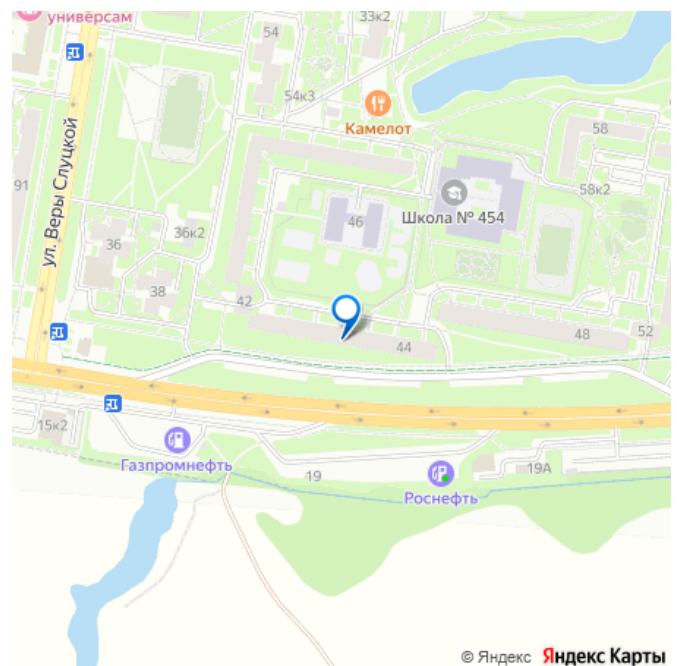 универсам
54
33к2
54к3
Камелот
58
ул. Веры Слуцкой
91
58к2
Школа № 454
46
36к2
36
38
42
44
48
52
15к2
Газпромнефть
19
19А
Роснефть
© Яндекс Яндекс Карты